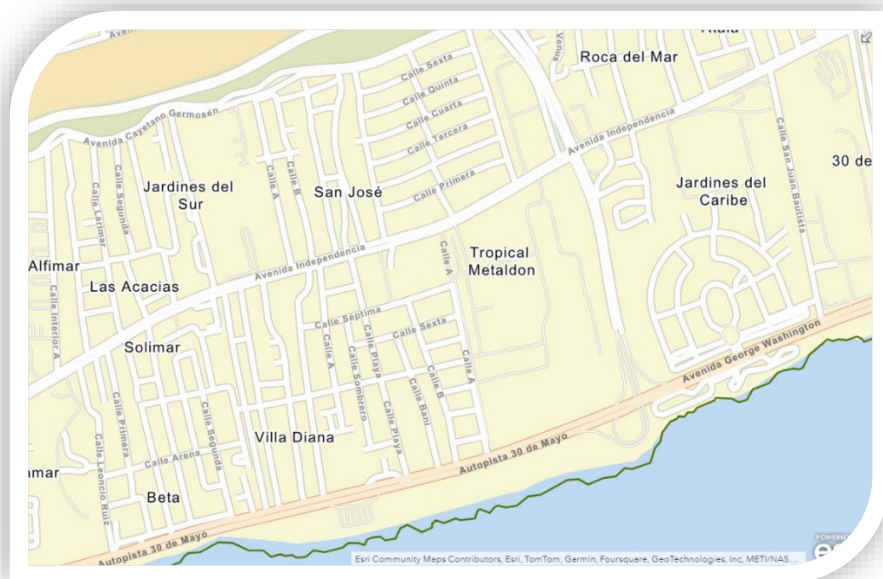 Avenida
Calle Sexta
Calle Quinta
Calle Cuarta
Calle Tercera
Calle Primera
Venus
Roca del Mar
Avenida Independencia
Calle San Juan Bautista
30 de
Avenida Cayetano Germosén
Calle Larimar
Calle Segunda
Jardines del
Sur
Calle A
Calle B
San José
Jardines del
Caribe
Alfimar
Las Acacias
Avenida Independencia
Calle A
Tropical
Metaldon
Calle Interior A
Solimar
Calle Séptima
Calle Sexta
Calle A
Calle Sombrero
Calle Playa
Calle Playa
Calle Bani
Calle B
Calle A
Avenida George Washington
Calle Primera
Calle Segunda
Calle Leoncio Ruiz
Calle Arena
Villa Diana
Autopista 30 de Mayo
mar
Beta
Autopista 30 de Mayo
Esri Community Maps Contributors, Esri, TomTom, Garmin, Foursquare, GeoTechnologies, Inc, METI/NAS...